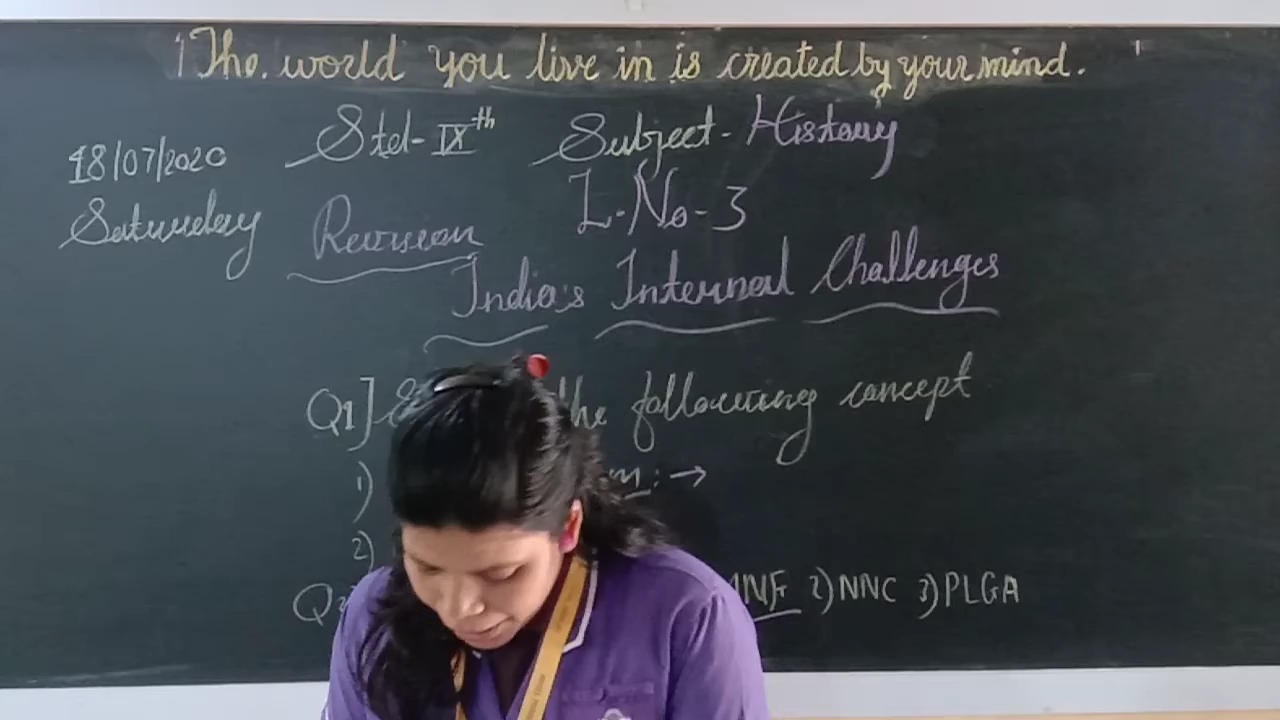 The world you live in is created by your mind.
Std-IXth Subject-History
18/07/2020
Saturday Revision L.No-3
India's Internal Challenges
Q1] the following concept
1) m:→
2)
Q2 MNF 2)NNC 3)PLGA